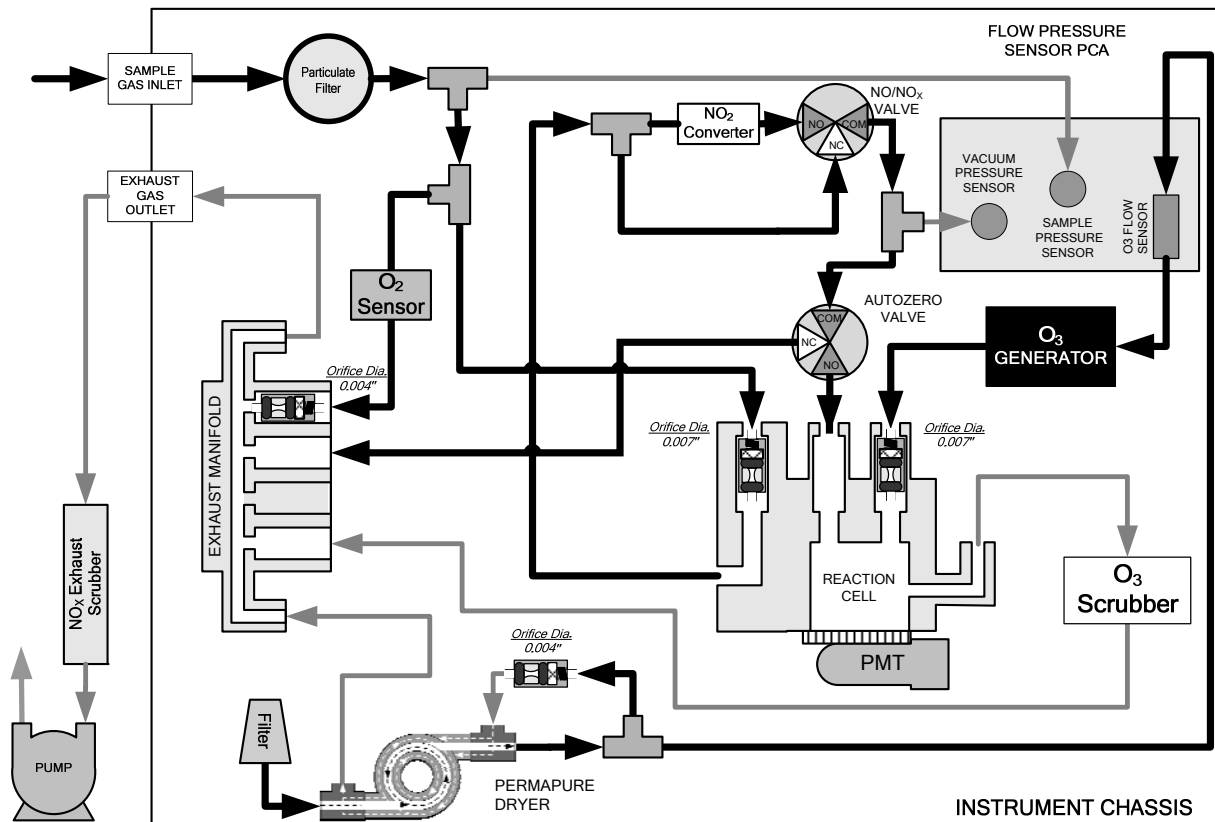 FLOW PRESSURE
SENSOR PCA
SAMPLE
GAS INLET
Particulate
Filter
NO/NOX
VALVE
NO2
Converter
NO
COM
NC
VACUUM
PRESSURE
SENSOR
SAMPLE
PRESSURE
SENSOR
O3 FLOW
SENSOR
EXHAUST
GAS
OUTLET
O2
Sensor
AUTOZERO
VALVE
COM
NC
NO
O3
GENERATOR
Orifice Dia.
0.004"
Orifice Dia.
0.007"
Orifice Dia.
0.007"
EXHAUST MANIFOLD
NOX Exhaust
Scrubber
REACTION
CELL
O3
Scrubber
PMT
Orifice Dia.
0.004"
Filter
PUMP
PERMAPURE
DRYER
INSTRUMENT CHASSIS